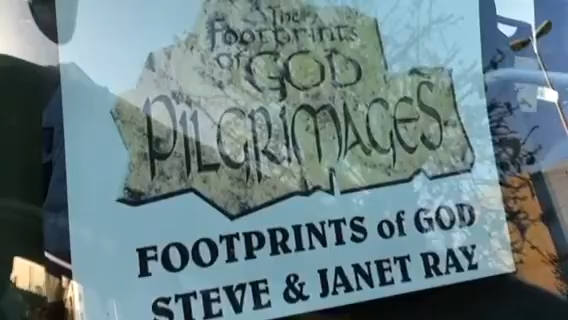 The
Footprints
of GOD
PILGRIMAGES
FOOTPRINTS of GOD
STEVE & JANET RAY